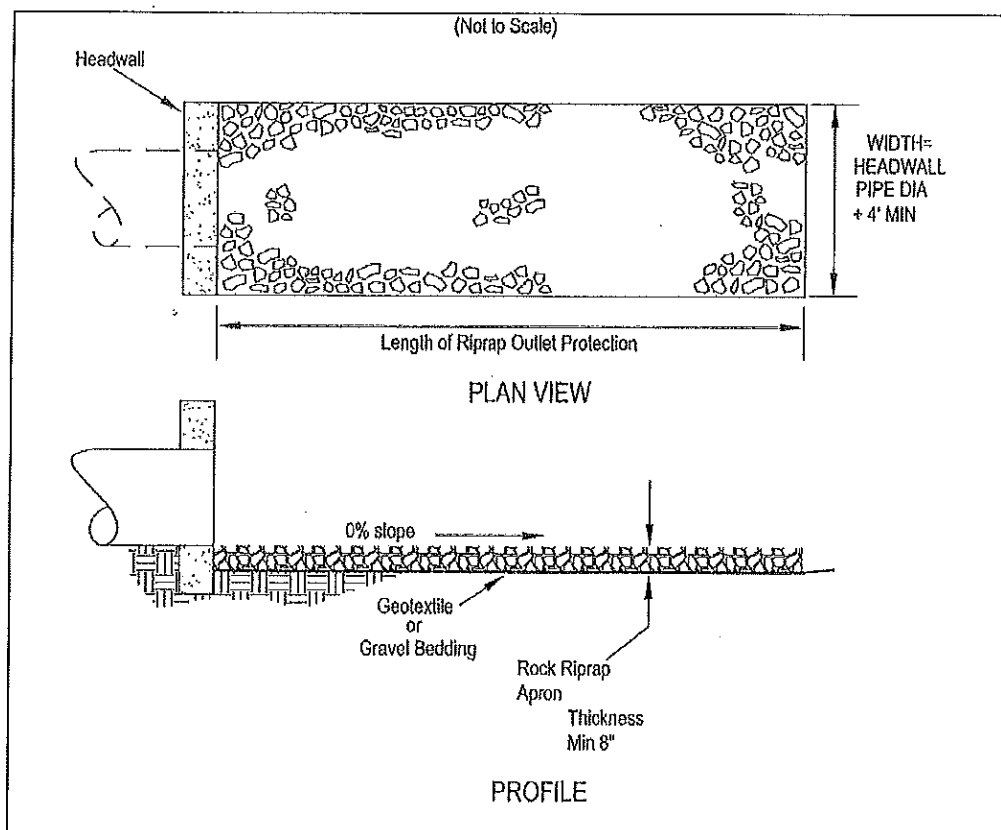 (Not to Scale)
Headwall
WIDTH=
HEADWALL
PIPE DIA
+ 4' MIN
Length of Riprap Outlet Protection
PLAN VIEW
0% slope
Geotextile
or
Gravel Bedding
Rock Riprap
Apron
Thickness
Min 8"
PROFILE